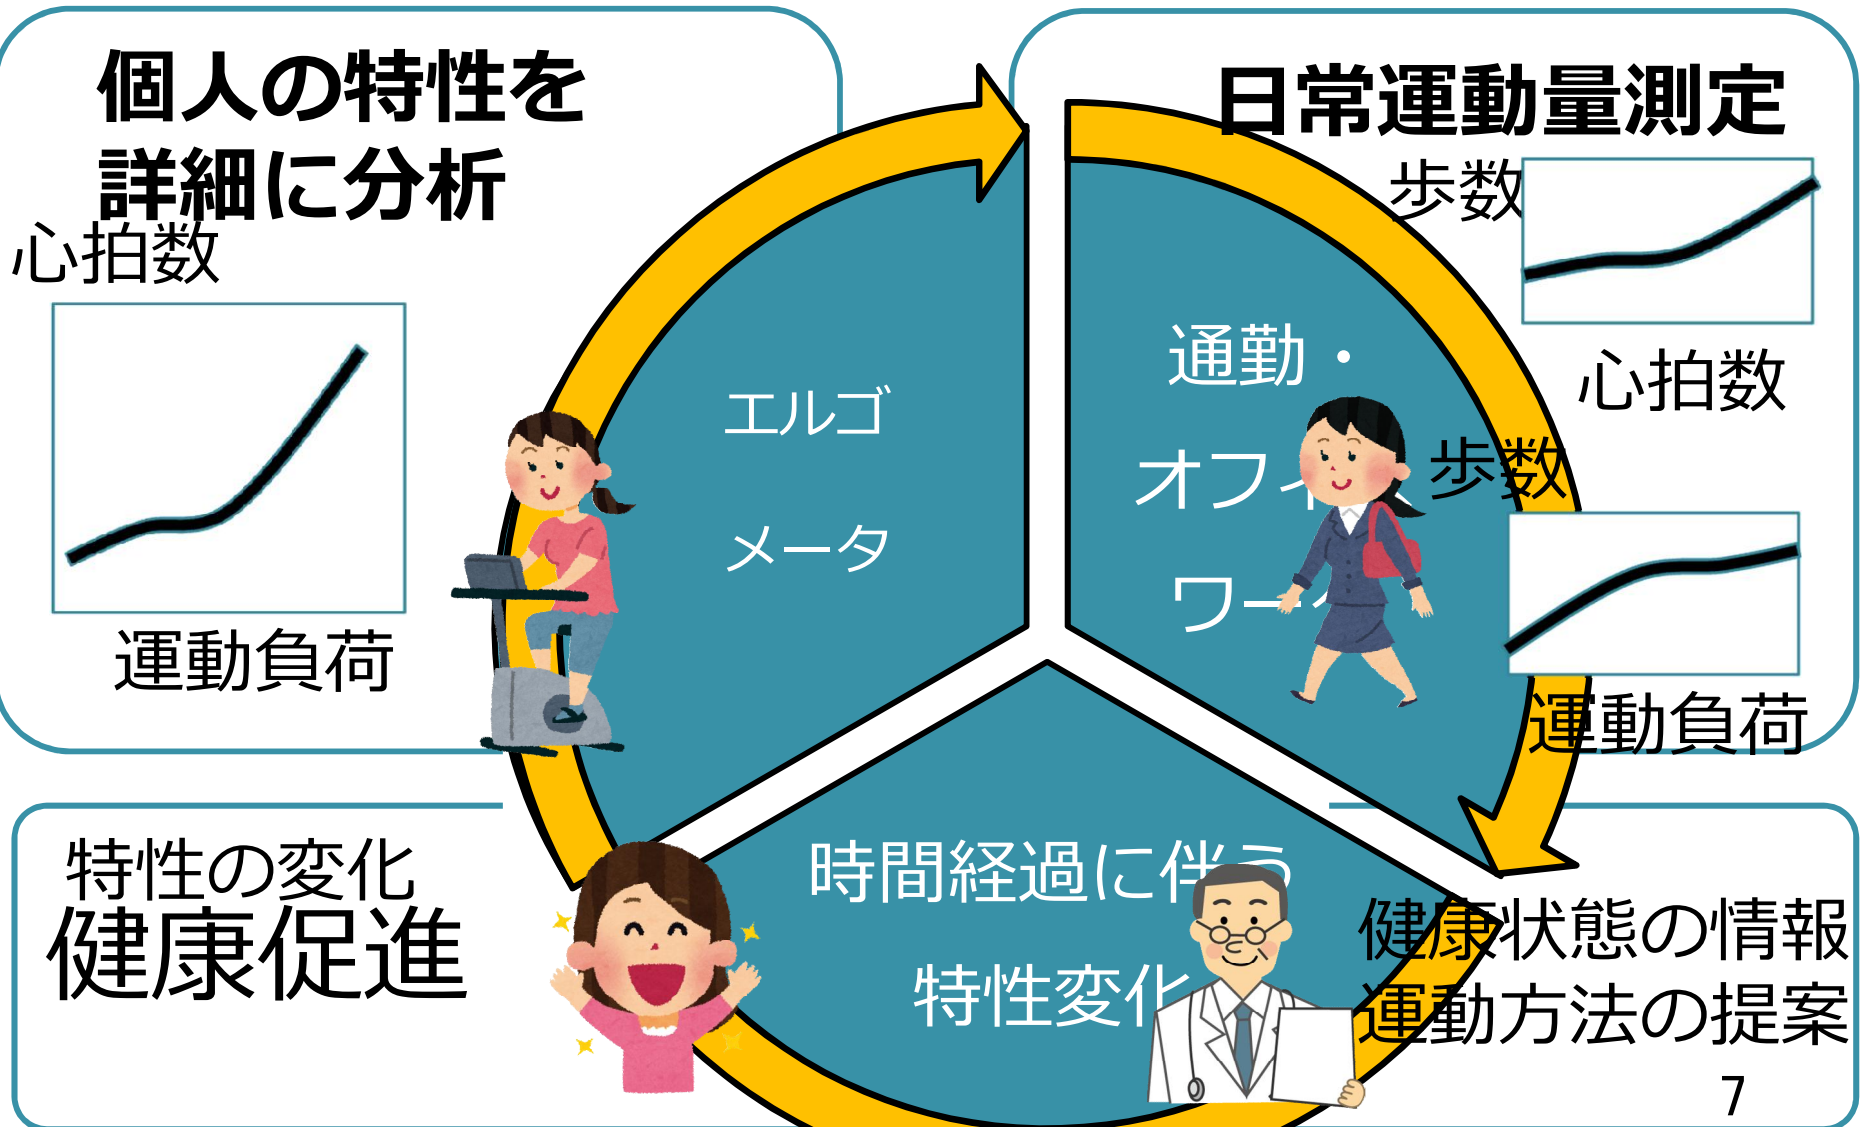 個人の特性を
詳細に分析
心拍数
運動負荷
エルゴ
メータ
日常運動量測定
歩数
心拍数
歩数
運動負荷
通勤・
オフィス
ワーク
特性の変化
健康促進
時間経過に伴う
特性変化
健康状態の情報
運動方法の提案
7